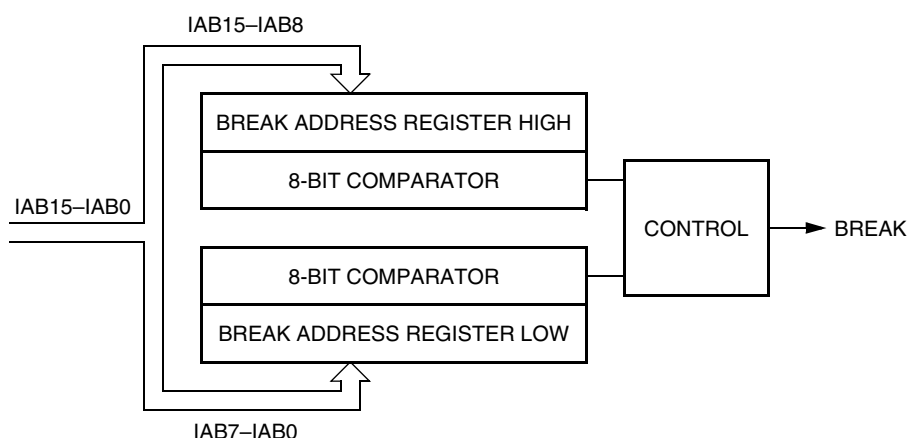 IAB15–IAB8
BREAK ADDRESS REGISTER HIGH
8-BIT COMPARATOR
IAB15–IAB0
CONTROL
BREAK
8-BIT COMPARATOR
BREAK ADDRESS REGISTER LOW
IAB7–IAB0